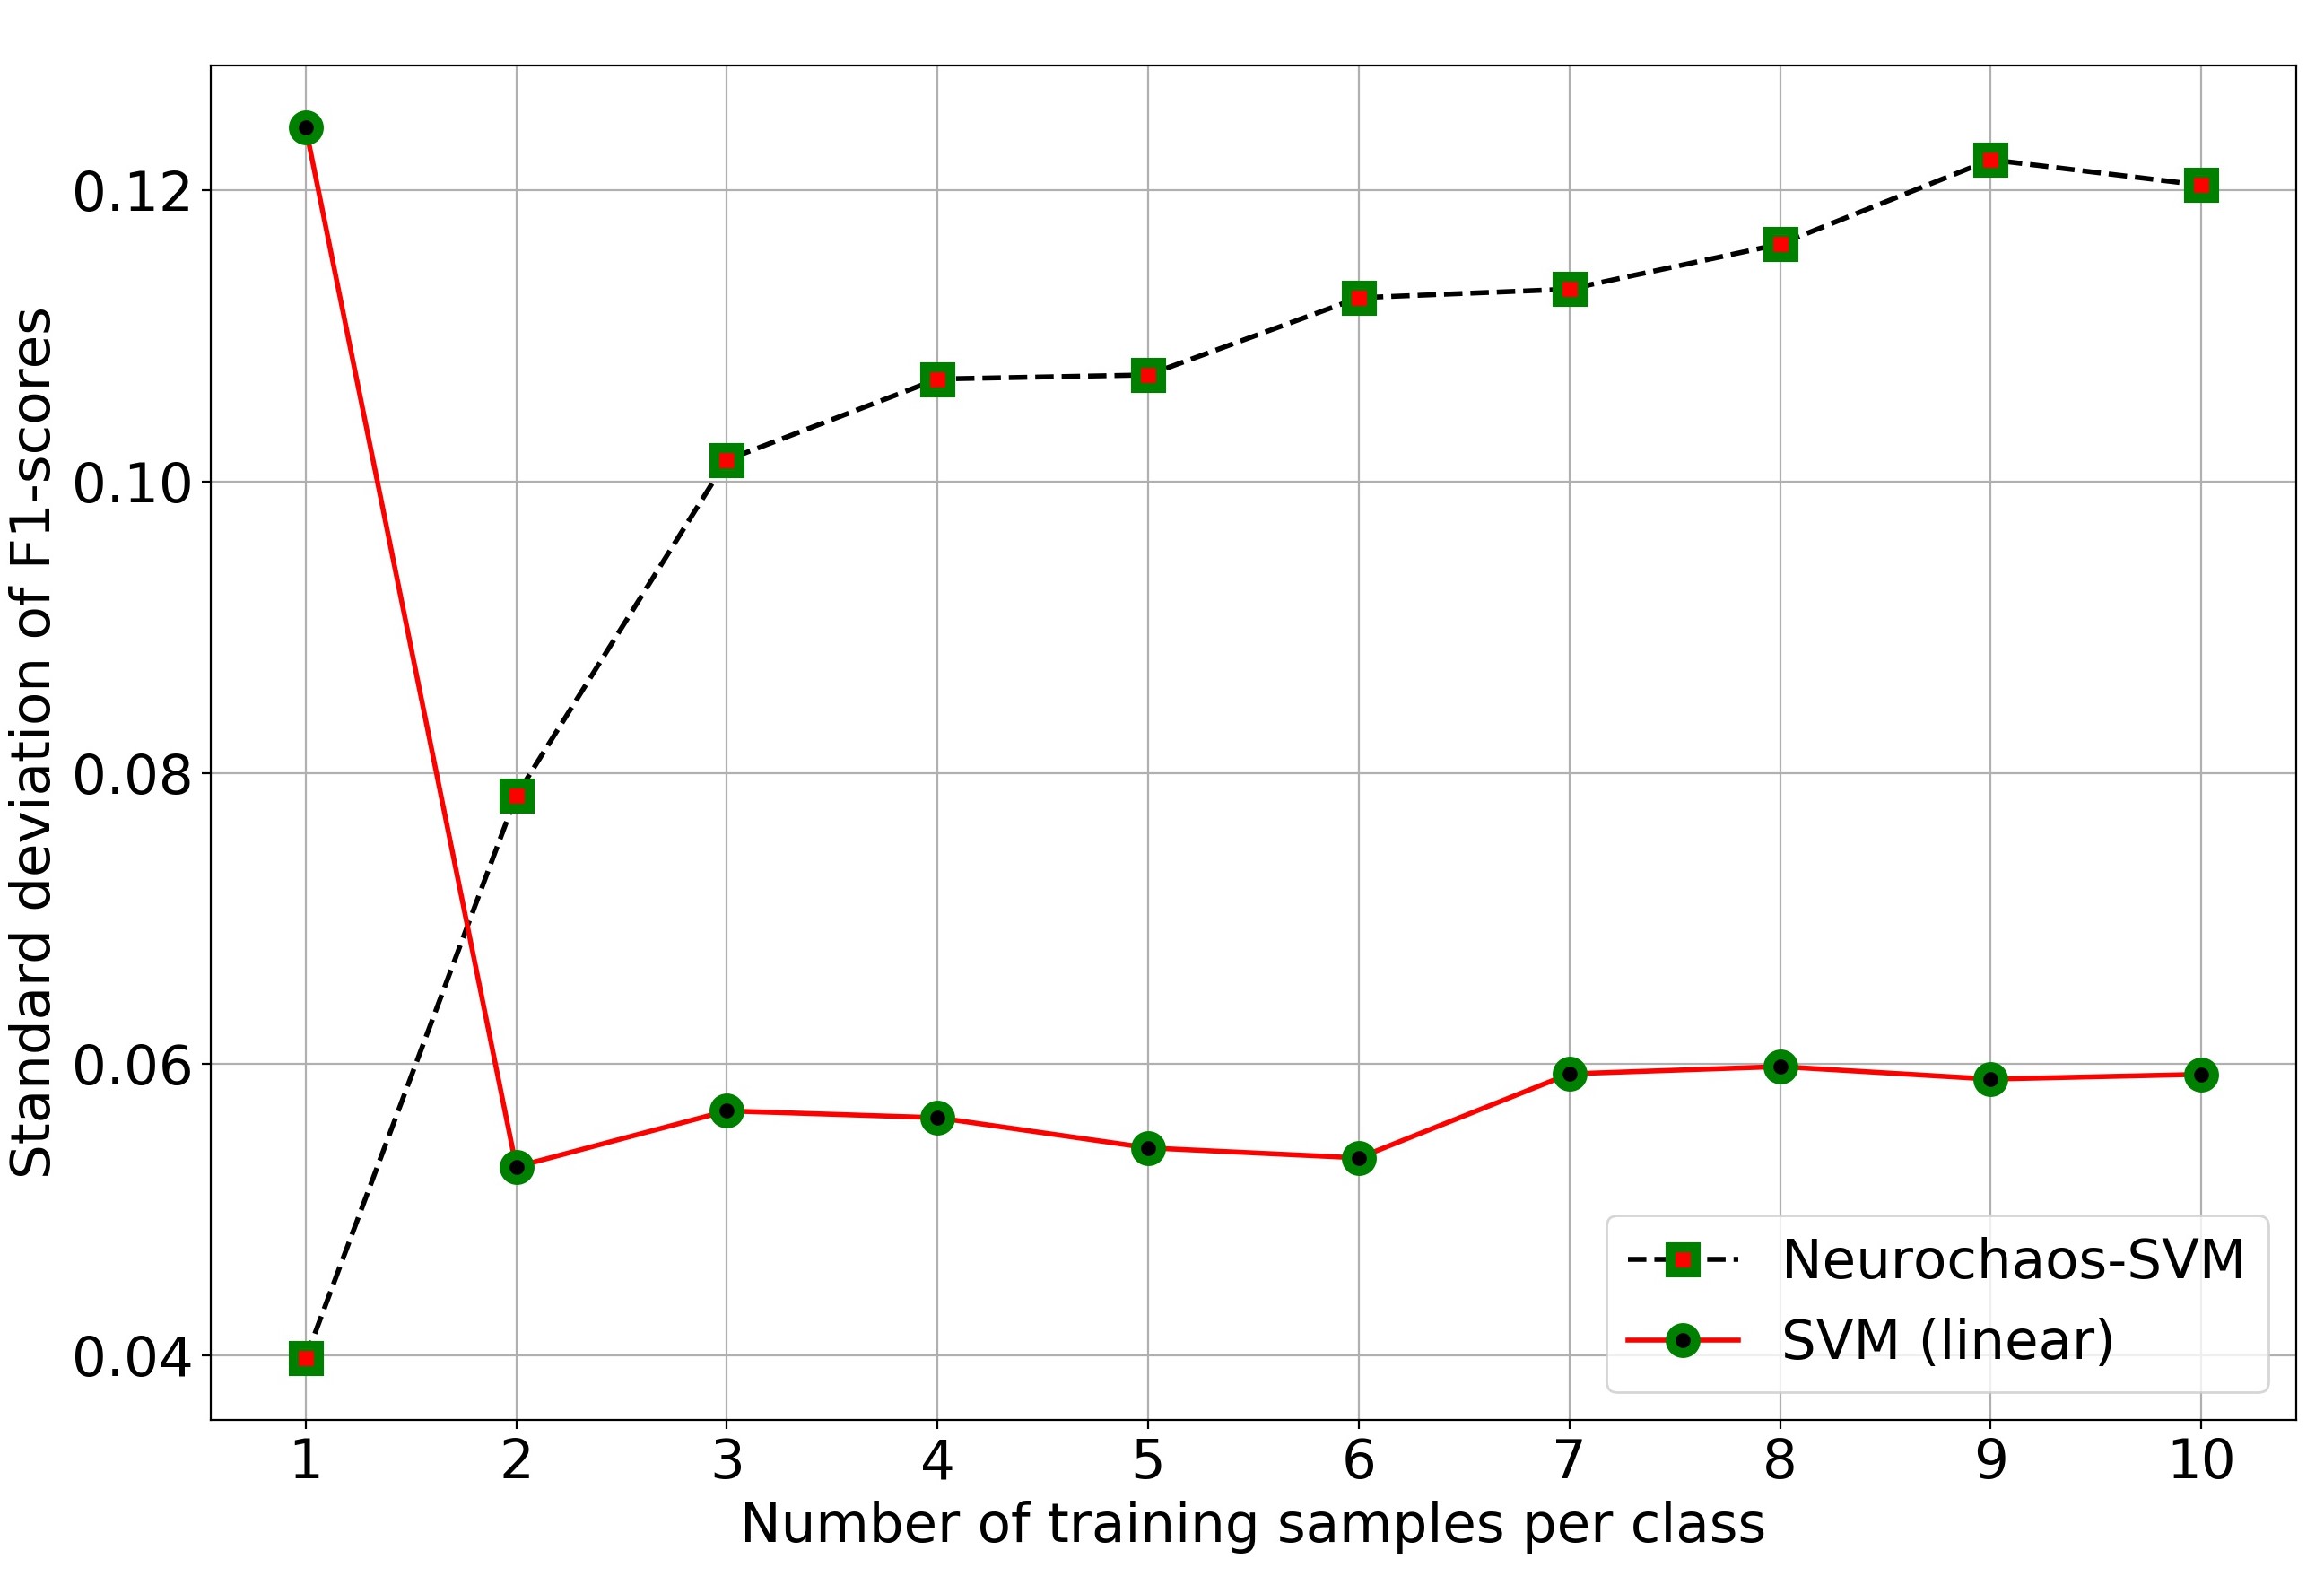 Standard deviation of F1-scores
0.12
0.10
0.08
0.06
0.04
1 2 3 4 5 6 7 8 9 10
Number of training samples per class
Neurochaos-SVM
SVM (linear)